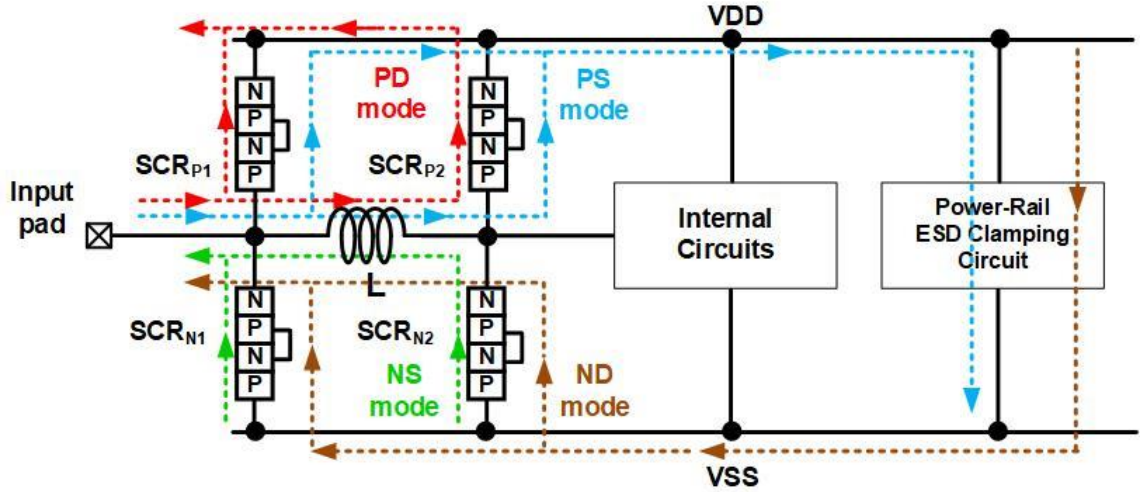 VDD
N
P
N
P
PD
mode
N
P
N
P
PS
mode
SCRP1
SCRP2
Input
pad
Internal
Circuits
Power-Rail
ESD Clamping
Circuit
L
N
P
N
P
SCRN1
SCRN2
N
P
N
P
NS
mode
ND
mode
VSS